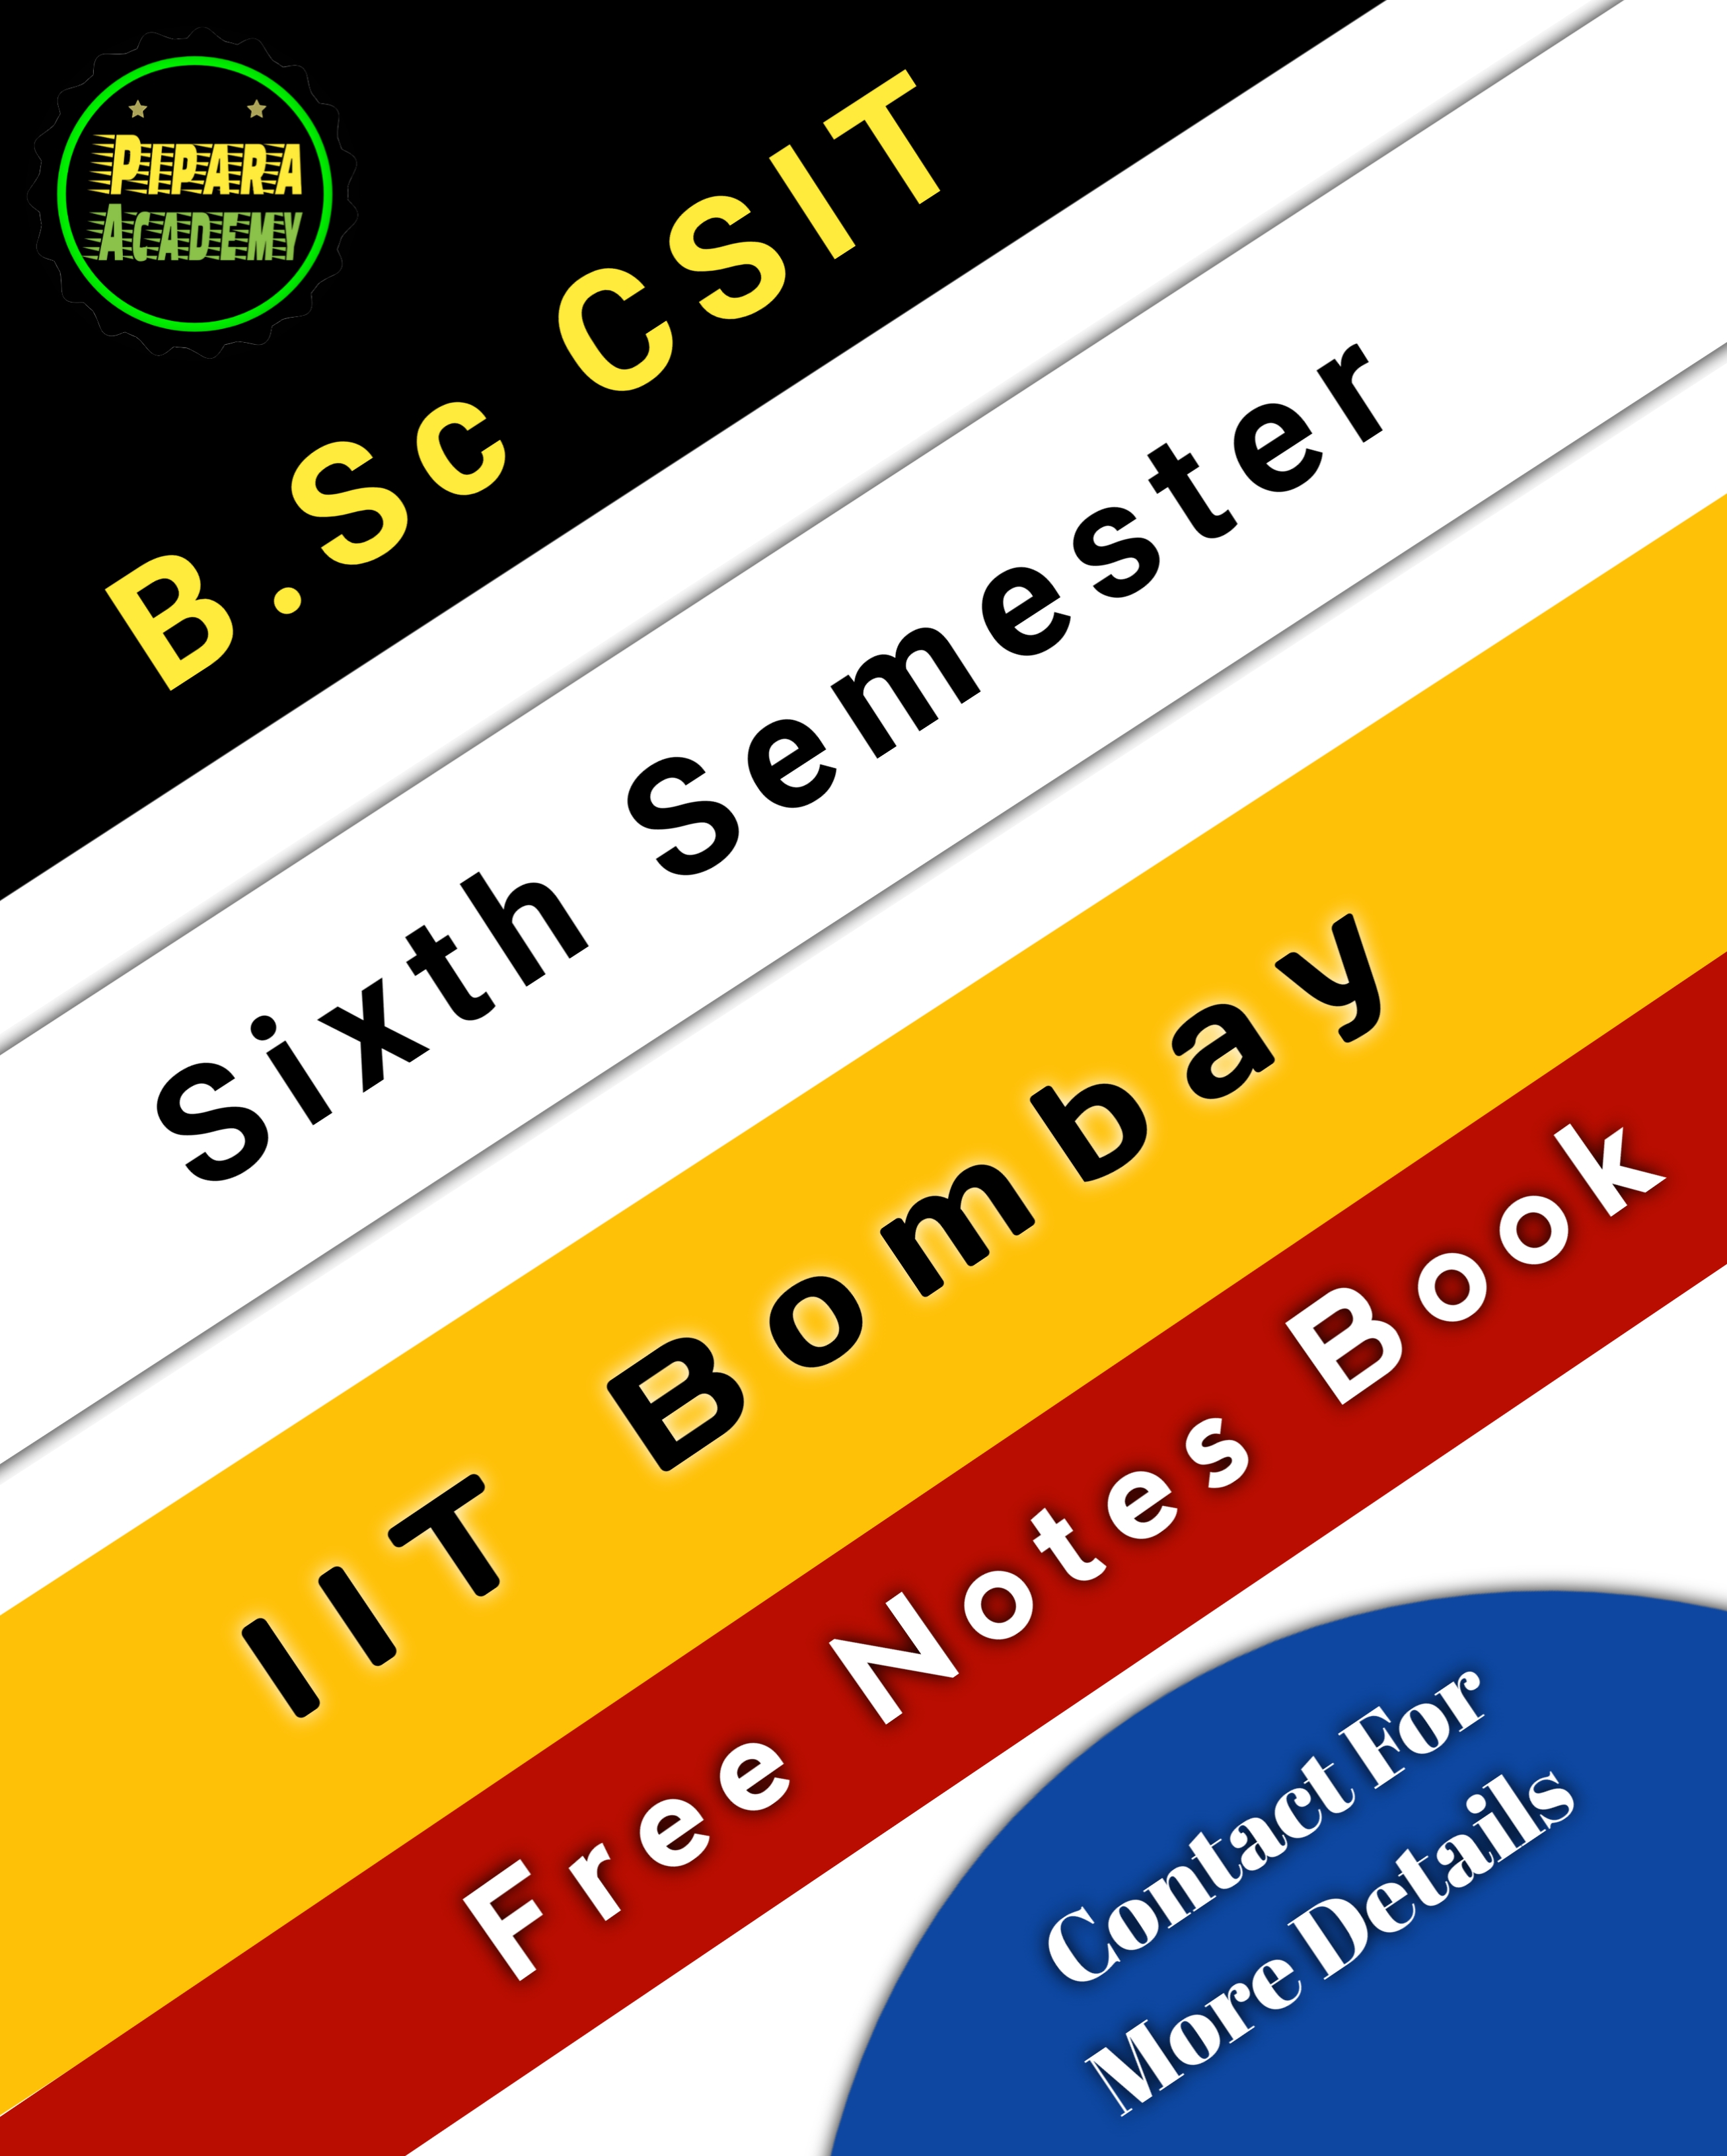 PIPARA
ACADEMY
B.Sc CSIT
Sixth Semester
IIT Bombay
Free Notes Book
Contact For
More Details